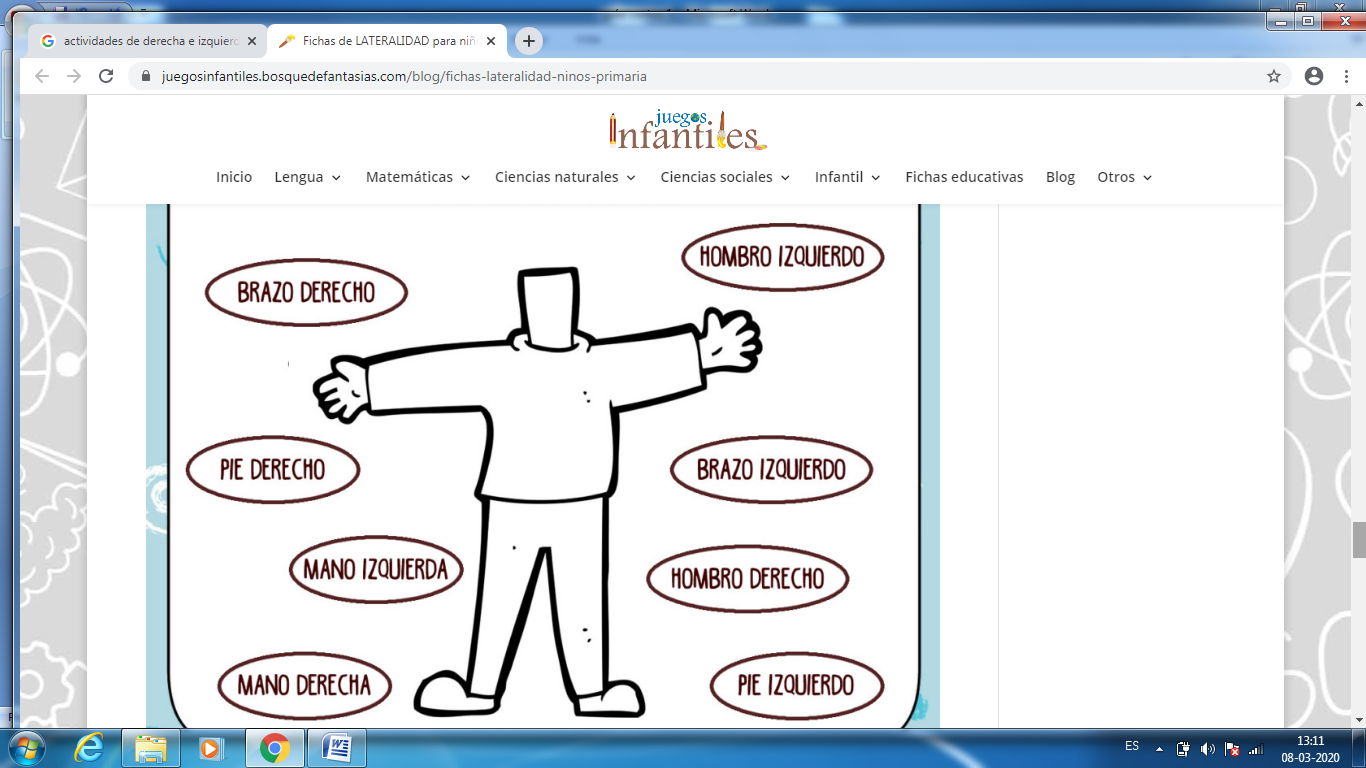 actividades de derecha e izquierd
Fichas de LATERALIDAD para niñ
juegosinfantiles.bosquedefantasias.com/blog/fichas-lateralidad-ninos-primaria
juegos
Infantiles
Inicio Lengua Matemáticas Ciencias naturales Ciencias sociales Infantil Fichas educativas Blog Otros
HOMBRO IZQUIERDO
BRAZO DERECHO
PIE DERECHO
BRAZO IZQUIERDO
MANO IZQUIERDA
HOMBRO DERECHO
MANO DERECHA
PIE IZQUIERDO
ES
13:11
08-03-2020